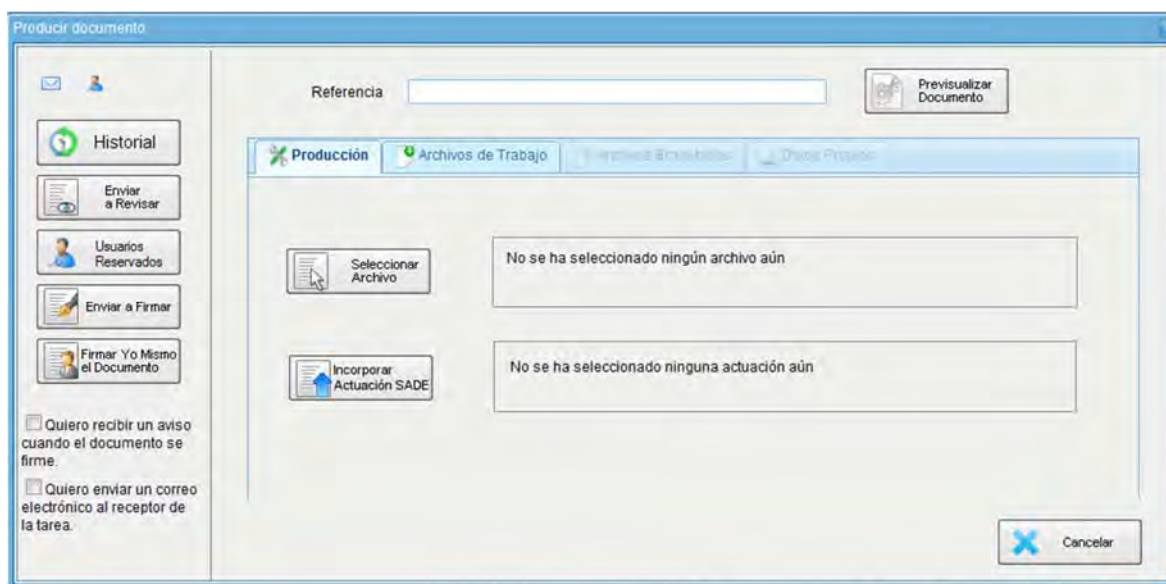 Producir documento
Historial
Enviar
a Revisar
Usuarios
Reservados
Enviar a Firmar
Firmar Yo Mismo
el Documento
Quiero recibir un aviso
cuando el documento se
firme.
Quiero enviar un correo
electrónico al receptor de
la tarea.
Referencia
Previsualizar
Documento
Producción
Archivos de Trabajo
Seleccionar
Archivo
No se ha seleccionado ningún archivo aún
Incorporar
Actuación SADE
No se ha seleccionado ninguna actuación aún
Cancelar